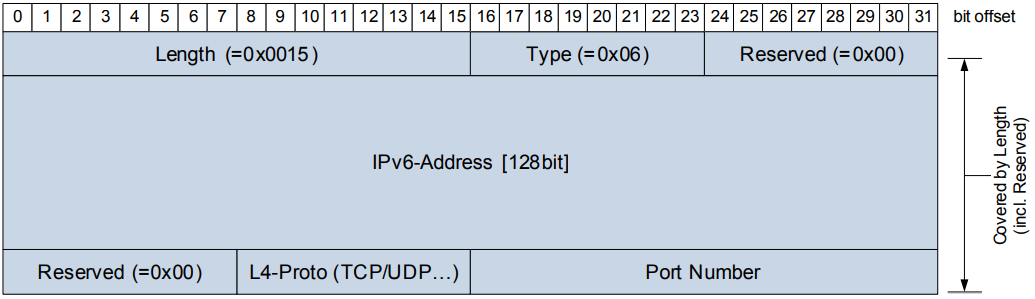 0 1 2 3 4 5 6 7 8 9 10 11 12 13 14 15 16 17 18 19 20 21 22 23 24 25 26 27 28 29 30 31 bit offset
Length (=0x0015) Type (=0x06) Reserved (=0x00)
IPv6-Address [128bit]
Covered by Length
(incl. Reserved)
Reserved (=0x00) L4-Proto (TCP/UDP…) Port Number